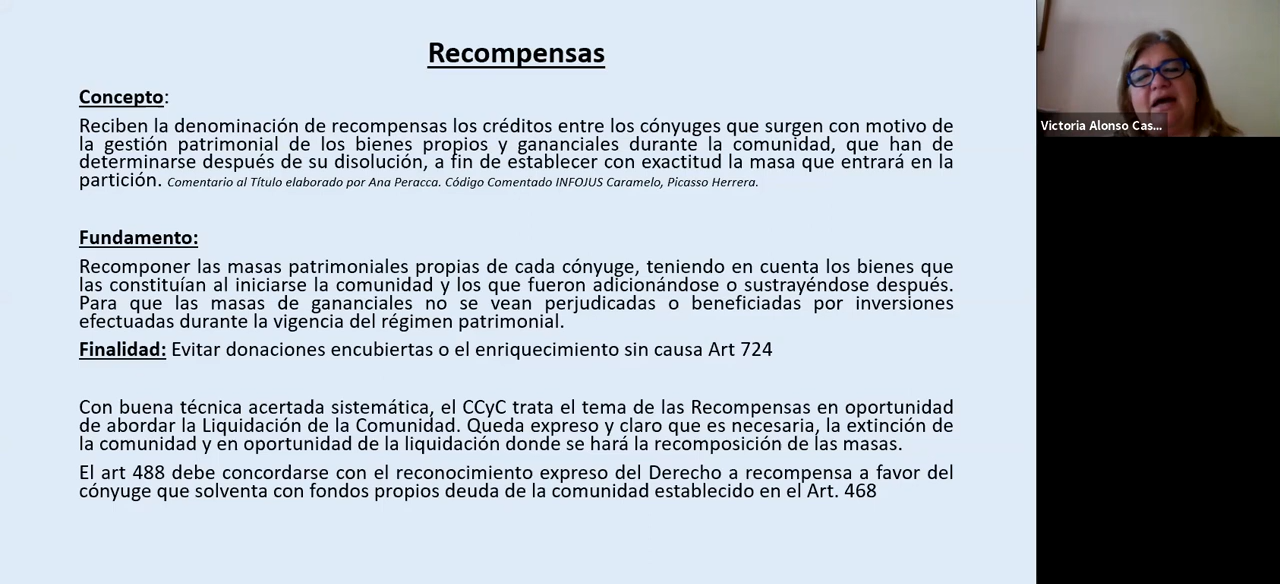 Recompensas
Concepto:
Reciben la denominación de recompensas los créditos entre los cónyuges que surgen con motivo de
la gestión patrimonial de los bienes propios y gananciales durante la comunidad, que han de
determinarse después de su disolución, a fin de establecer con exactitud la masa que entrará en la
partición. Comentario al Título elaborado por Ana Peracca. Código Comentado INFOJUS Caramelo, Picasso Herrera.
Fundamento:
Recomponer las masas patrimoniales propias de cada cónyuge, teniendo en cuenta los bienes que
las constituían al iniciarse la comunidad y los que fueron adicionándose o sustrayéndose después.
Para que las masas de gananciales no se vean perjudicadas o beneficiadas por inversiones
efectuadas durante la vigencia del régimen patrimonial.
Finalidad: Evitar donaciones encubiertas o el enriquecimiento sin causa Art 724
Con buena técnica acertada sistemática, el CCyC trata el tema de las Recompensas en oportunidad
de abordar la Liquidación de la Comunidad. Queda expreso y claro que es necesaria, la extinción de
la comunidad y en oportunidad de la liquidación donde se hará la recomposición de las masas.
El art 488 debe concordarse con el reconocimiento expreso del Derecho a recompensa a favor del
cónyuge que solventa con fondos propios deuda de la comunidad establecido en el Art. 468
Victoria Alonso Cas...